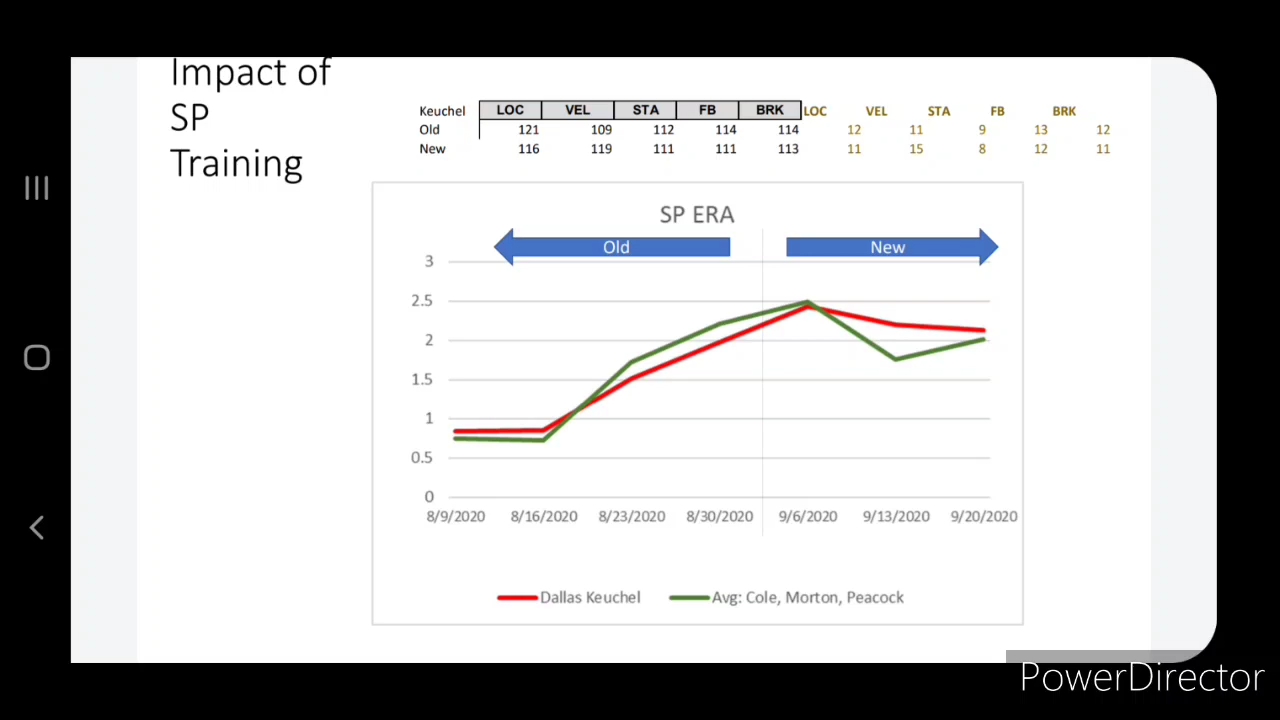 Impact of
SP
Training
Keuchel LOC VEL STA FB BRK LOC VEL STA FB BRK
Old 121 109 112 114 114 12 11 9 13 12
New 116 119 111 111 113 11 15 8 12 11
SP ERA
Old New
3
2.5
2
1.5
1
0.5
0
8/9/2020 8/16/2020 8/23/2020 8/30/2020 9/6/2020 9/13/2020 9/20/2020
Dallas Keuchel Avg: Cole, Morton, Peacock
PowerDirector